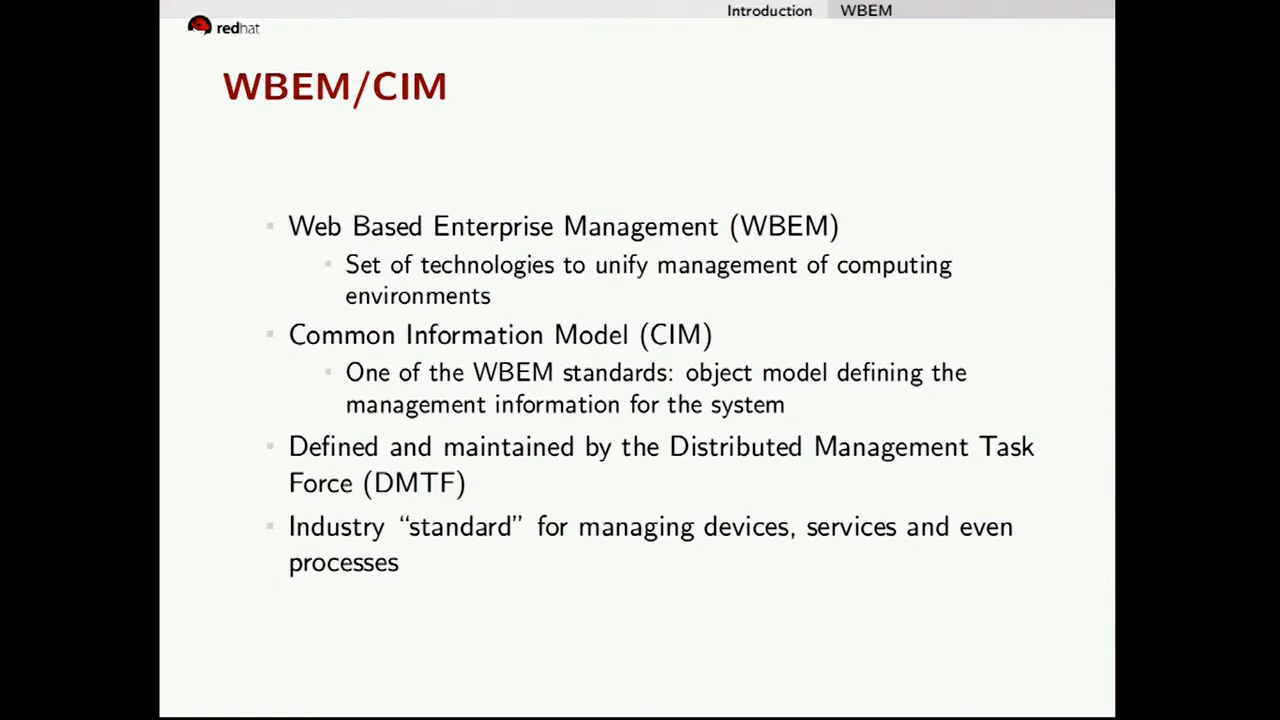 Introduction WBEM
redhat
WBEM/CIM
Web Based Enterprise Management (WBEM)
Set of technologies to unify management of computing
environments
Common Information Model (CIM)
One of the WBEM standards: object model defining the
management information for the system
Defined and maintained by the Distributed Management Task
Force (DMTF)
Industry “standard” for managing devices, services and even
processes